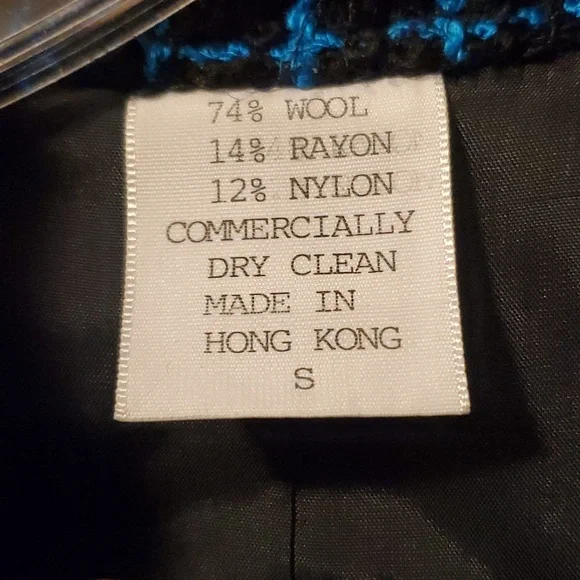 74% WOOL
14% RAYON
12% NYLON
COMMERCIALLY
DRY CLEAN
MADE IN
HONG KONG
S